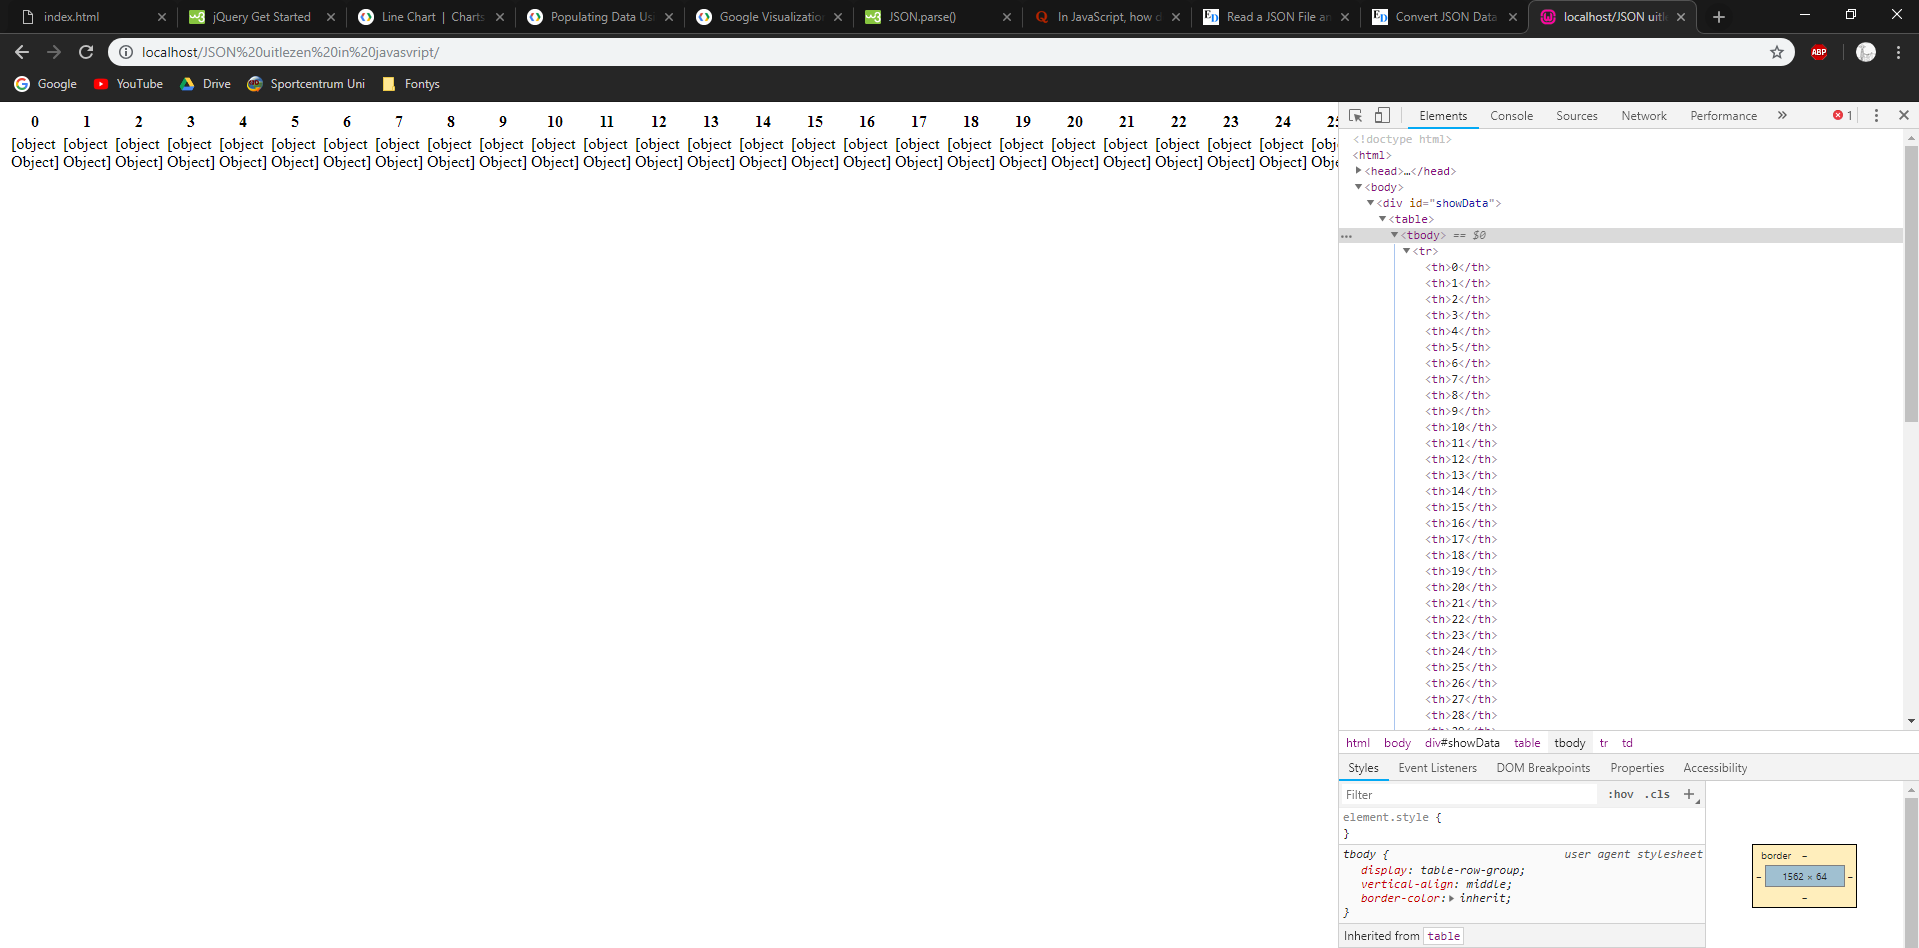 index.html
jQuery Get Started
Line Chart | Charts
Populating Data Usi
Google Visualization
JSON.parse()
In JavaScript, how d
Read a JSON File an
Convert JSON Data
localhost/JSON uitle
localhost/JSON%20uitlezen%20in%20javasvript/
ABP
Google YouTube Drive Sportcentrum Uni Fontys
0 1 2 3 4 5 6 7 8 9 10 11 12 13 14 15 16 17 18 19 20 21 22 23 24 25
[object [object [object [object [object [object [object [object [object [object [object [object [object [object [object [object [object [object [object [object [object [object [object [object [object [obj
Object] Object] Object] Object] Object] Object] Object] Object] Object] Object] Object] Object] Object] Object] Object] Object] Object] Object] Object] Object] Object] Object] Object] Object] Object] Obj
Elements Console Sources Network Performance » 1
<!doctype html>
<html>
<head>…</head>
<body>
<div id="showData">
<table>
… <tbody> == $0
<tr>
<th>0</th>
<th>1</th>
<th>2</th>
<th>3</th>
<th>4</th>
<th>5</th>
<th>6</th>
<th>7</th>
<th>8</th>
<th>9</th>
<th>10</th>
<th>11</th>
<th>12</th>
<th>13</th>
<th>14</th>
<th>15</th>
<th>16</th>
<th>17</th>
<th>18</th>
<th>19</th>
<th>20</th>
<th>21</th>
<th>22</th>
<th>23</th>
<th>24</th>
<th>25</th>
<th>26</th>
<th>27</th>
<th>28</th>
html body div#showData table tbody tr td
Styles Event Listeners DOM Breakpoints Properties Accessibility
Filter :hov .cls +
element.style {
}
tbody { user agent stylesheet
display: table-row-group;
vertical-align: middle;
border-color: inherit;
}
Inherited from table
border –
– 1562 × 64 –
–